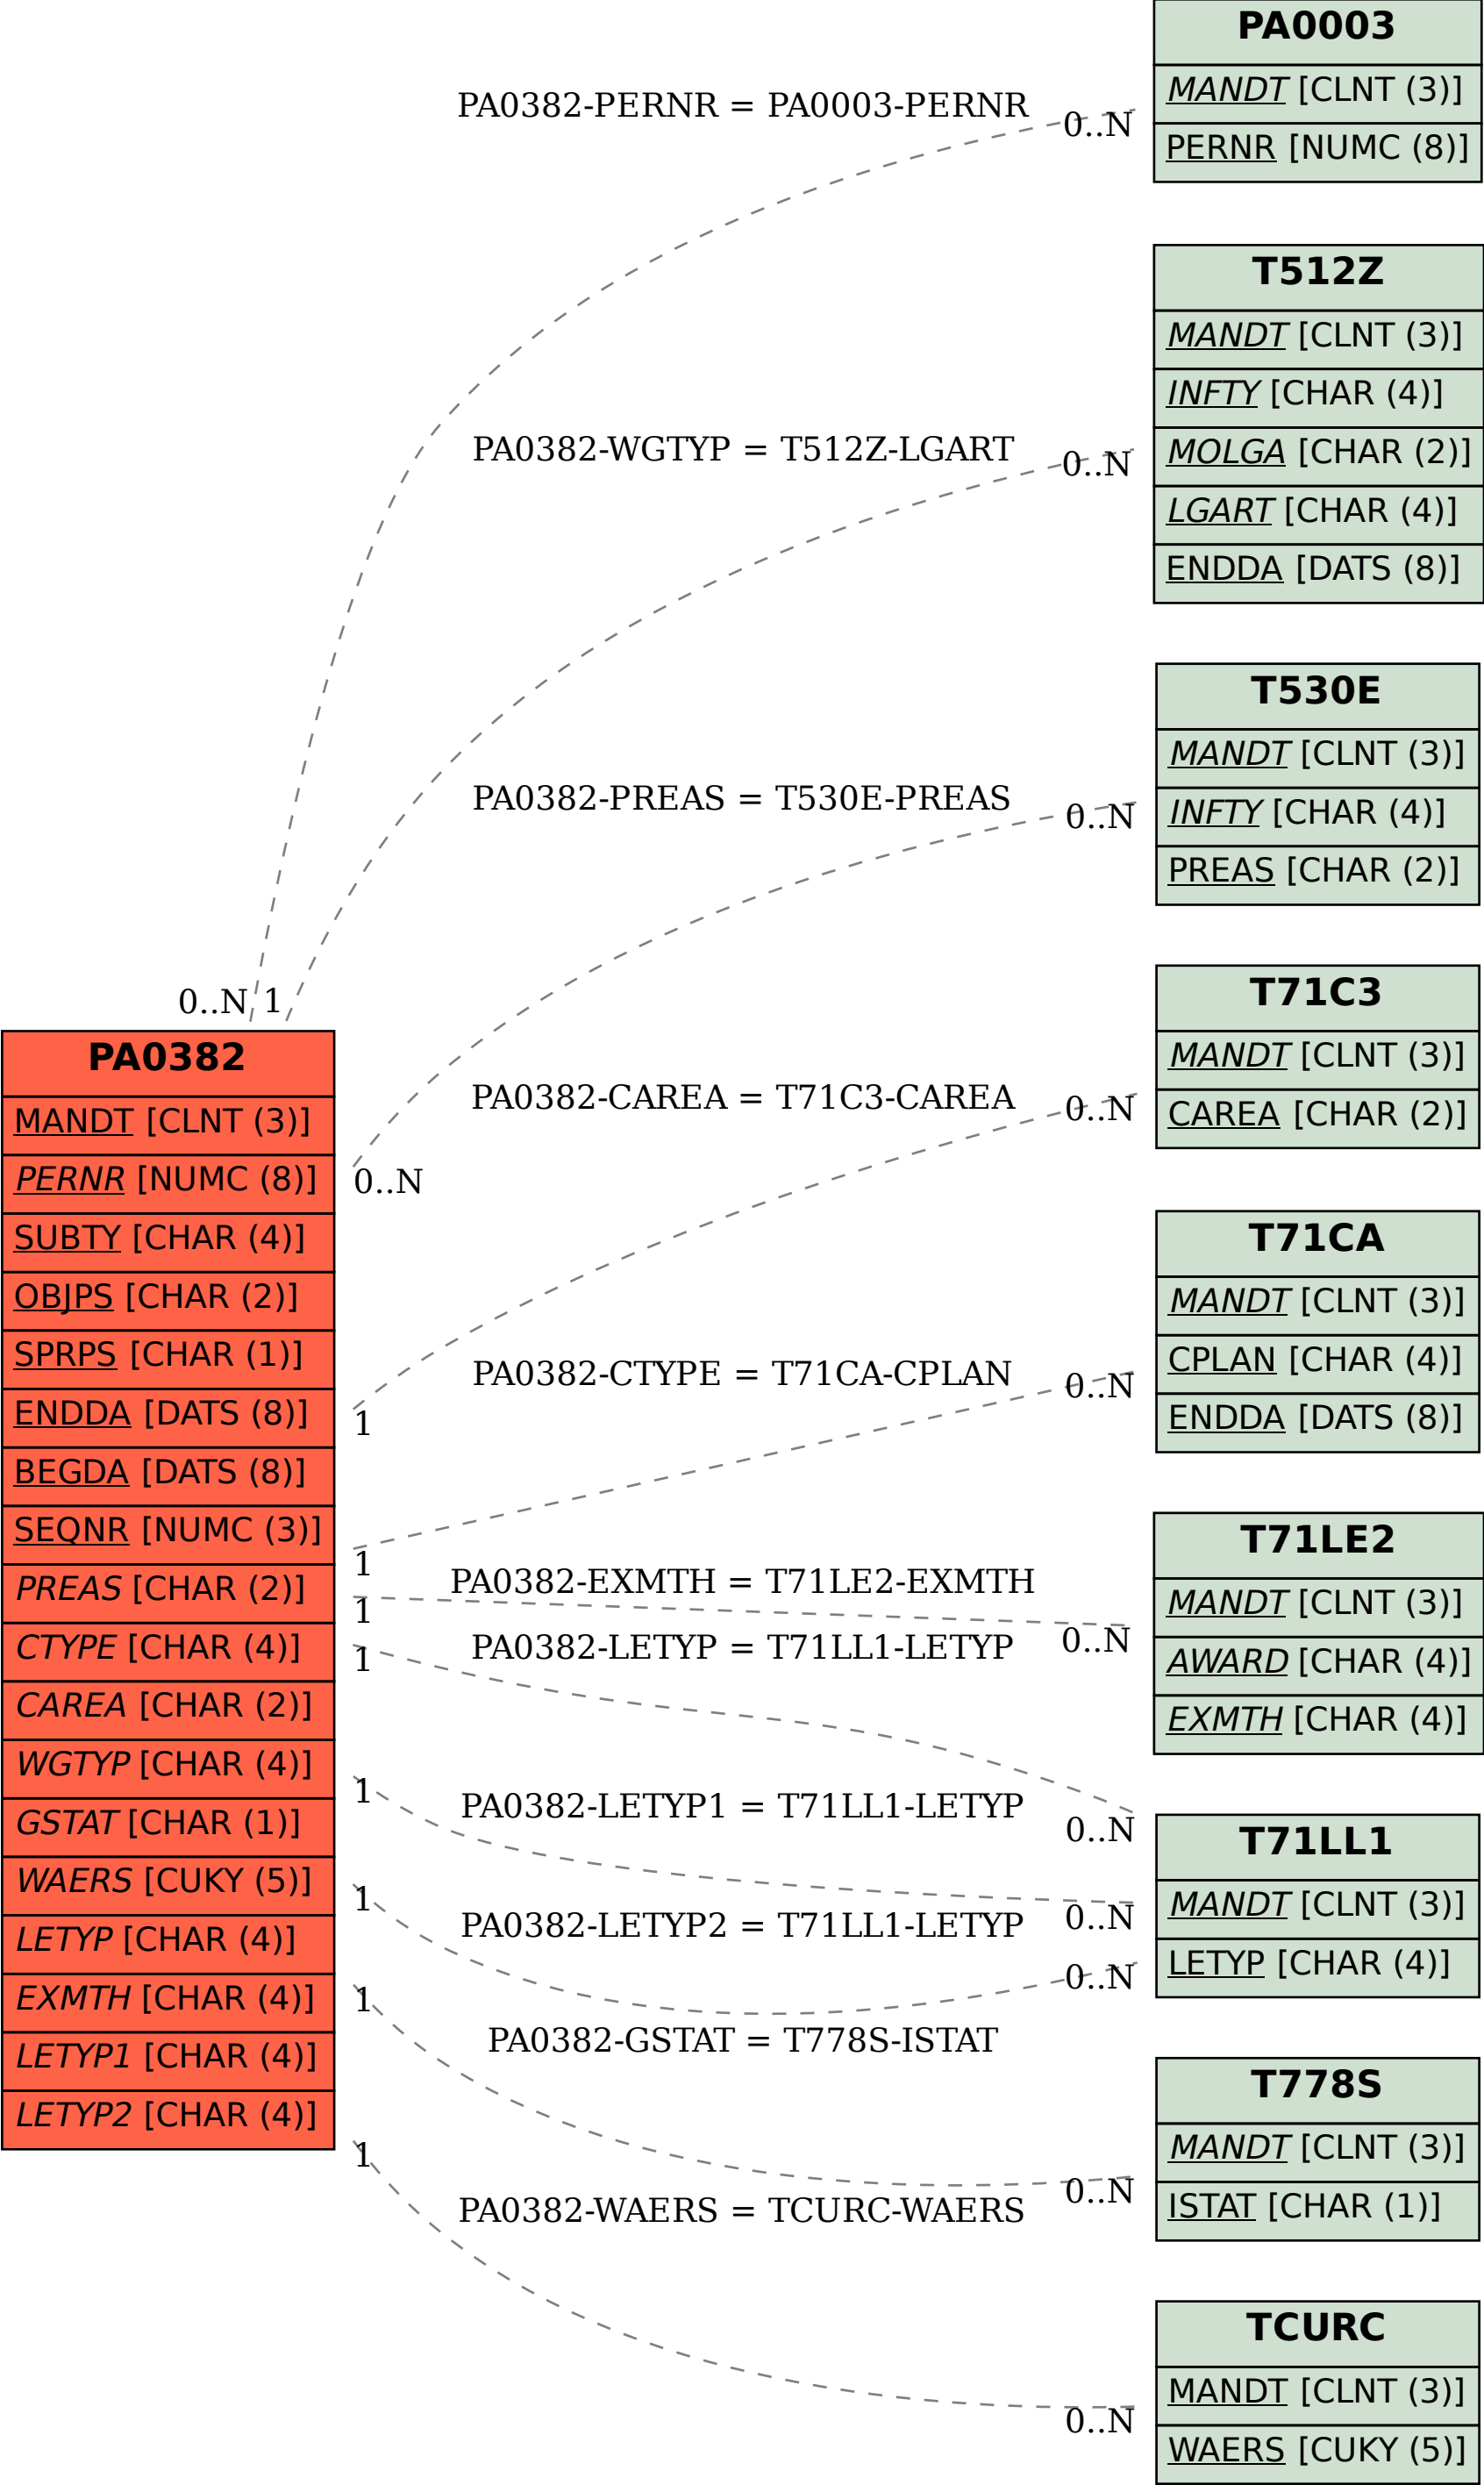 PA0003
MANDT [CLNT (3)]
PERNR [NUMC (8)]
PA0382-PERNR = PA0003-PERNR
0..N
T512Z
MANDT [CLNT (3)]
INFTY [CHAR (4)]
MOLGA [CHAR (2)]
LGART [CHAR (4)]
ENDDA [DATS (8)]
PA0382-WGTYP = T512Z-LGART
0..N
T530E
MANDT [CLNT (3)]
INFTY [CHAR (4)]
PREAS [CHAR (2)]
PA0382-PREAS = T530E-PREAS
0..N
T71C3
MANDT [CLNT (3)]
CAREA [CHAR (2)]
PA0382-CAREA = T71C3-CAREA
0..N
0..N
1
PA0382
MANDT [CLNT (3)]
PERNR [NUMC (8)]
SUBTY [CHAR (4)]
OBJPS [CHAR (2)]
SPRPS [CHAR (1)]
ENDDA [DATS (8)]
BEGDA [DATS (8)]
SEQNR [NUMC (3)]
PREAS [CHAR (2)]
CTYPE [CHAR (4)]
CAREA [CHAR (2)]
WGTYP [CHAR (4)]
GSTAT [CHAR (1)]
WAERS [CUKY (5)]
LETYP [CHAR (4)]
EXMTH [CHAR (4)]
LETYP1 [CHAR (4)]
LETYP2 [CHAR (4)]
0..N
1
1
1
1
1
1
1
1
T71CA
MANDT [CLNT (3)]
CPLAN [CHAR (4)]
ENDDA [DATS (8)]
PA0382-CTYPE = T71CA-CPLAN
0..N
T71LE2
MANDT [CLNT (3)]
AWARD [CHAR (4)]
EXMTH [CHAR (4)]
PA0382-EXMTH = T71LE2-EXMTH
0..N
PA0382-LETYP = T71LL1-LETYP
0..N
T71LL1
MANDT [CLNT (3)]
LETYP [CHAR (4)]
PA0382-LETYP1 = T71LL1-LETYP
0..N
PA0382-LETYP2 = T71LL1-LETYP
0..N
PA0382-GSTAT = T778S-ISTAT
T778S
MANDT [CLNT (3)]
ISTAT [CHAR (1)]
0..N
PA0382-WAERS = TCURC-WAERS
TCURC
MANDT [CLNT (3)]
WAERS [CUKY (5)]
0..N